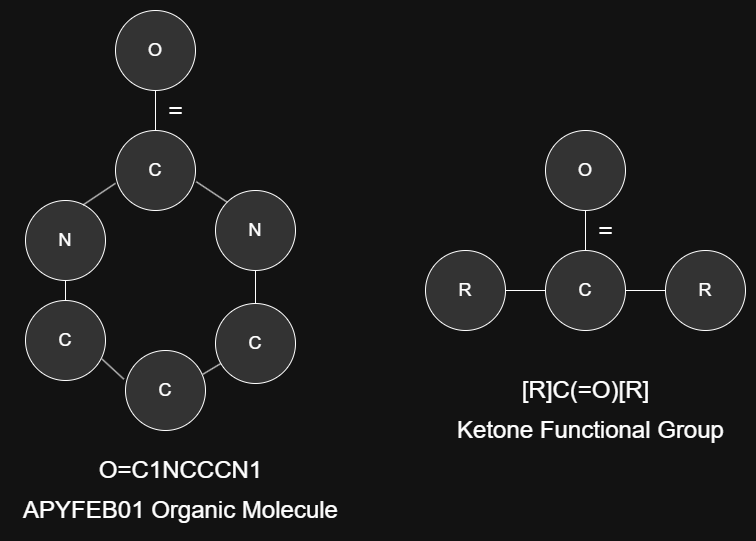 O
=
C
N
N
C
C
C
O=C1NCCCN1
APYFEB01 Organic Molecule
O
=
R
C
R
[R]C(=O)[R]
Ketone Functional Group